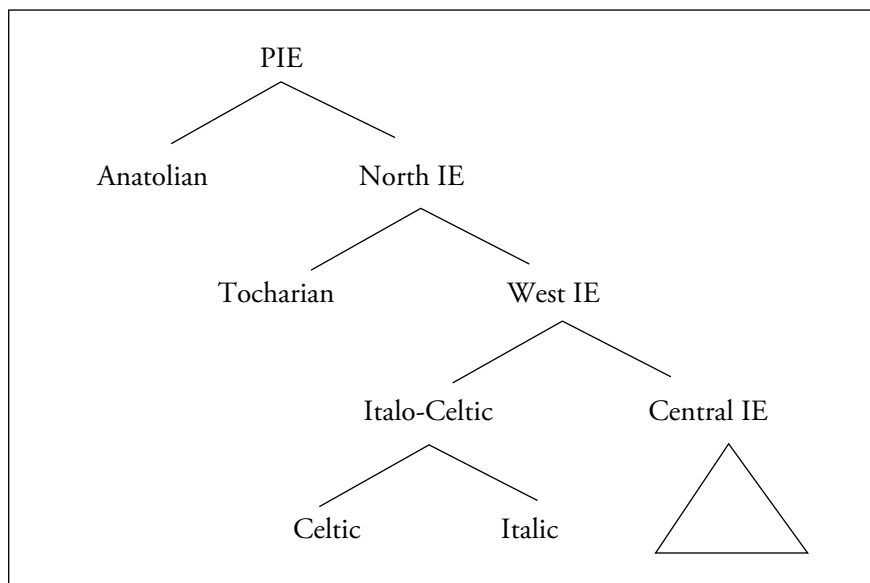 PIE
Anatolian North IE
Tocharian West IE
Italo-Celtic Central IE
Celtic Italic